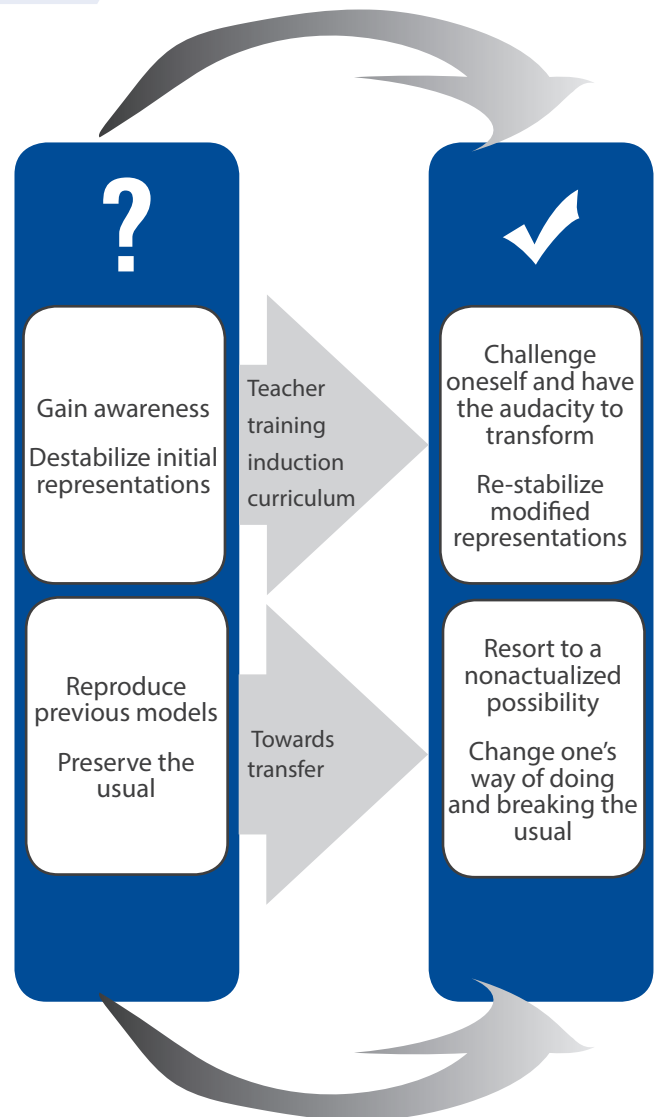 ?
Gain awareness
Destabilize initial
representations
Reproduce
previous models
Preserve the
usual
Teacher
training
induction
curriculum
Towards
transfer
Challenge
oneself and have
the audacity to
transform
Re-stabilize
modified
representations
Resort to a
nonactualized
possibility
Change one’s
way of doing
and breaking the
usual